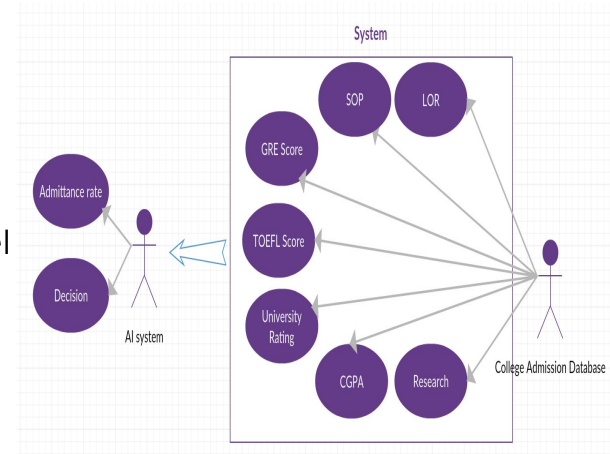 System
SOP
LOR
GRE Score
Admittance rate
TOEFL Score
Decision
University
Rating
AI system
College Admission Database
CGPA
Research